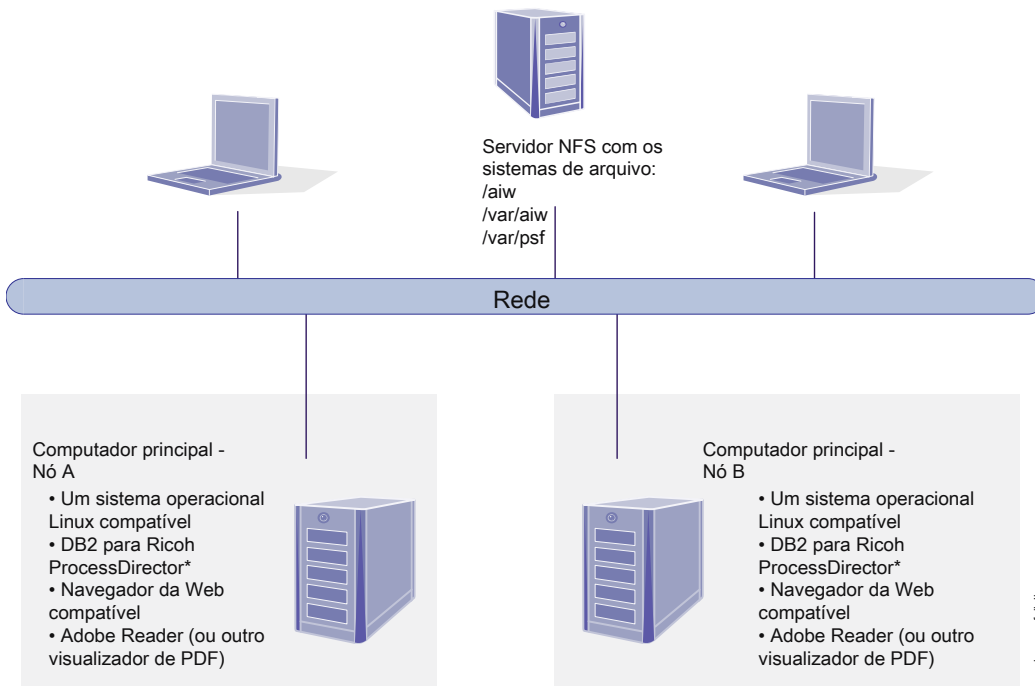 Servidor NFS com os
sistemas de arquivo:
/aiw
/var/aiw
/var/psf
Rede
Computador principal -
Nó A
• Um sistema operacional
Linux compatível
• DB2 para Ricoh
ProcessDirector*
• Navegador da Web
compatível
• Adobe Reader (ou outro
visualizador de PDF)
Computador principal -
Nó B
• Um sistema operacional
Linux compatível
• DB2 para Ricoh
ProcessDirector*
• Navegador da Web
compatível
• Adobe Reader (ou outro
visualizador de PDF)